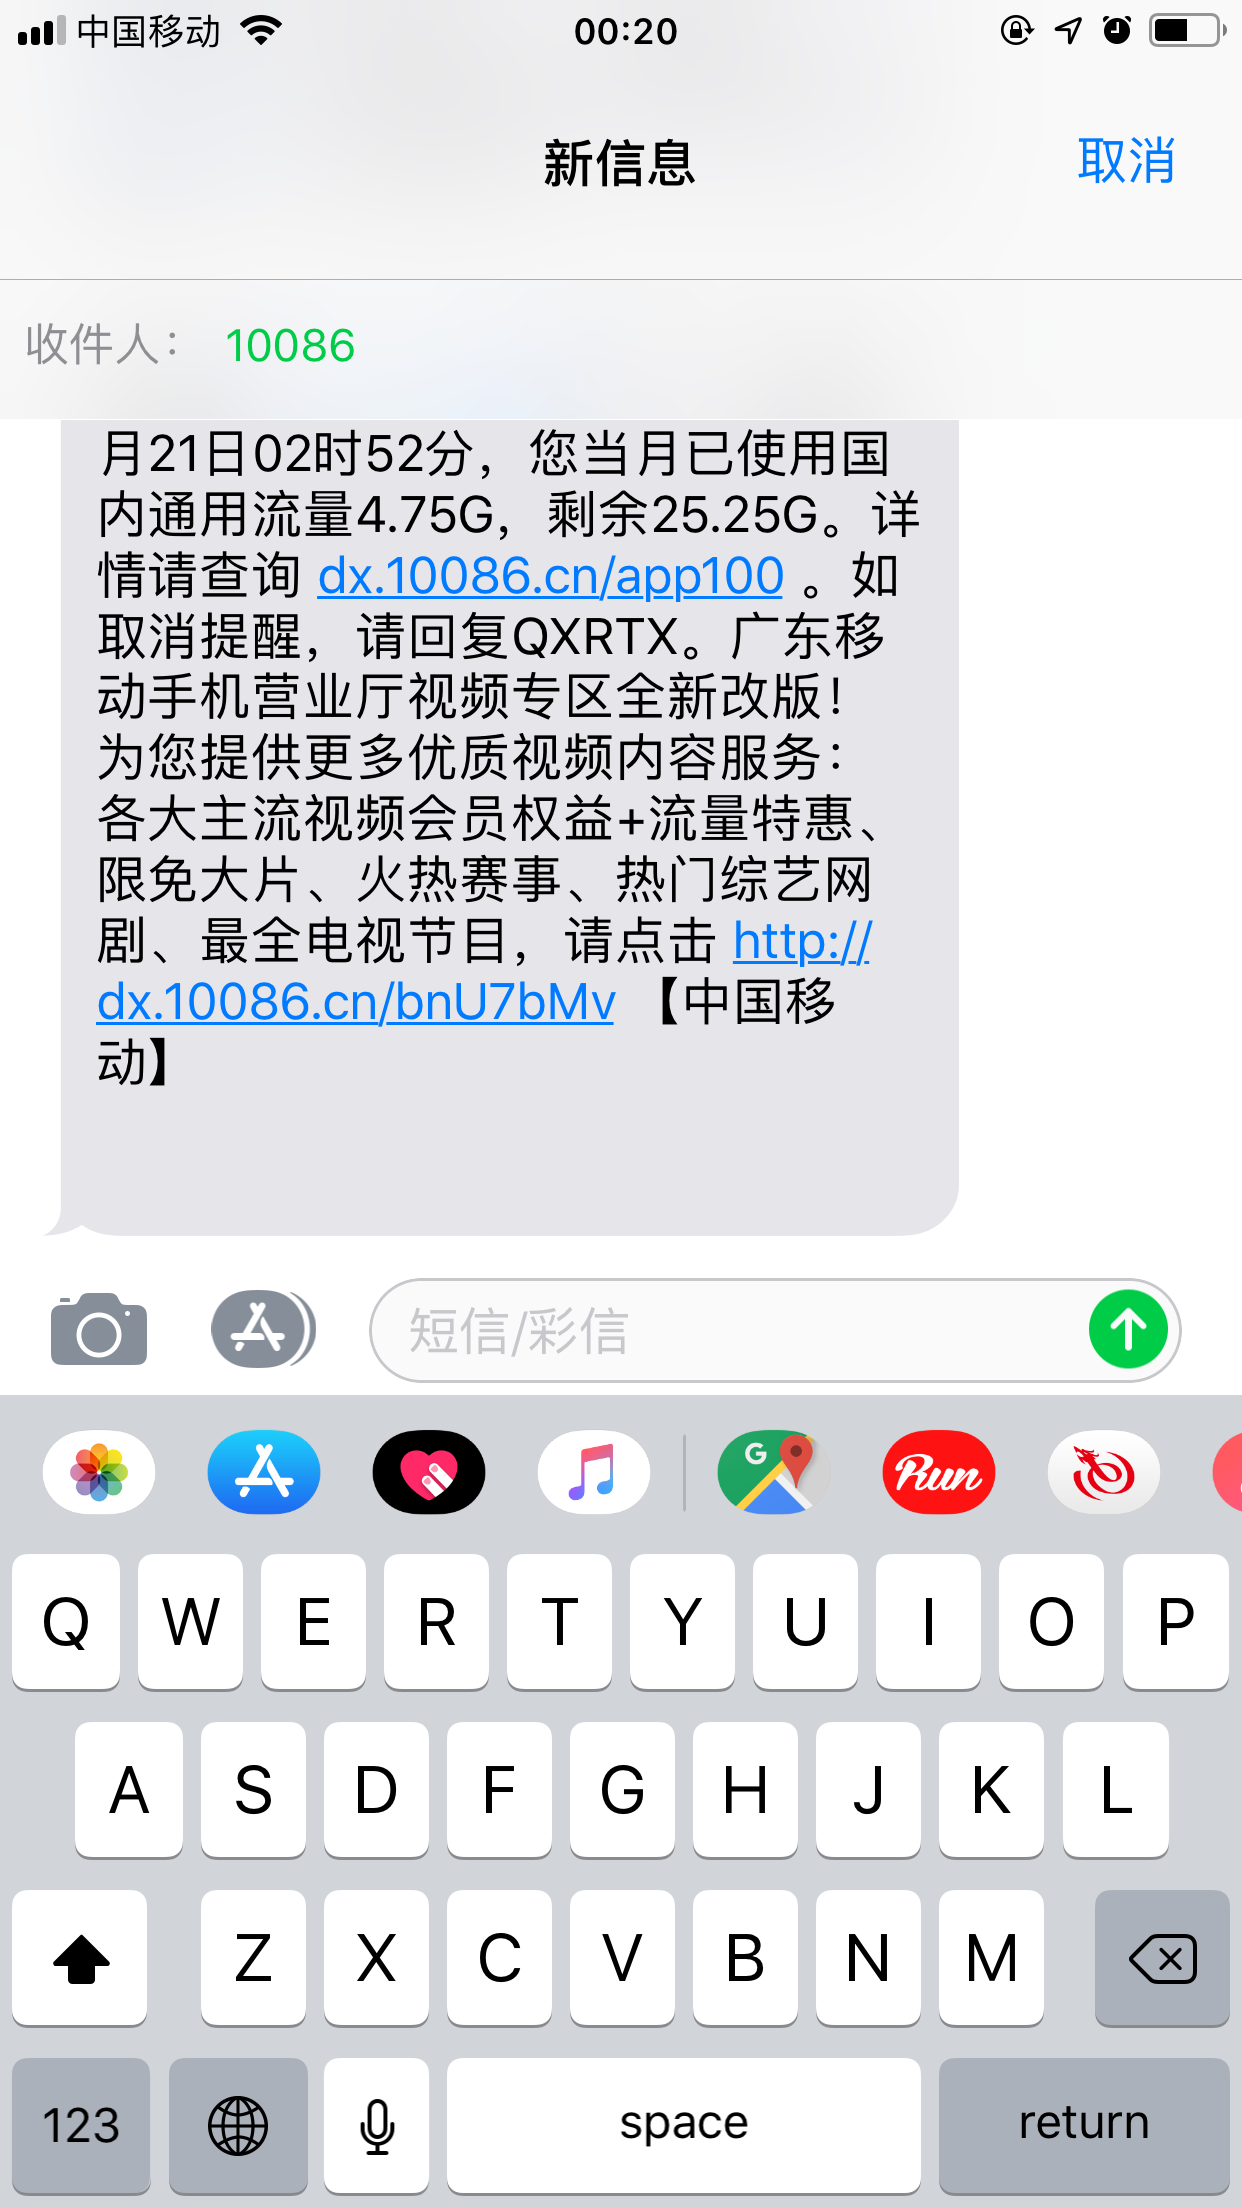 中国移动
00:20
新信息
取消
收件人： 10086
月21日02时52分，您当月已使用国
内通用流量4.75G，剩余25.25G。详
情请查询 dx.10086.cn/app100 。如
取消提醒，请回复QXRTX。广东移
动手机营业厅视频专区全新改版！
为您提供更多优质视频内容服务：
各大主流视频会员权益+流量特惠、
限免大片、火热赛事、热门综艺网
剧、最全电视节目，请点击 http://
dx.10086.cn/bnU7bMv 【中国移
动】
短信/彩信
G
Run
Q W E R T Y U I O P
A S D F G H J K L
Z X C V B N M
123
space
return